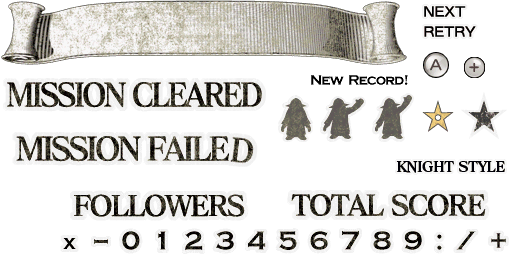 NEXT
RETRY
A +
New Record!
MISSION CLEARED
MISSION FAILED
KNIGHT STYLE
FOLLOWERS TOTAL SCORE
x - 0 1 2 3 4 5 6 7 8 9 : / +